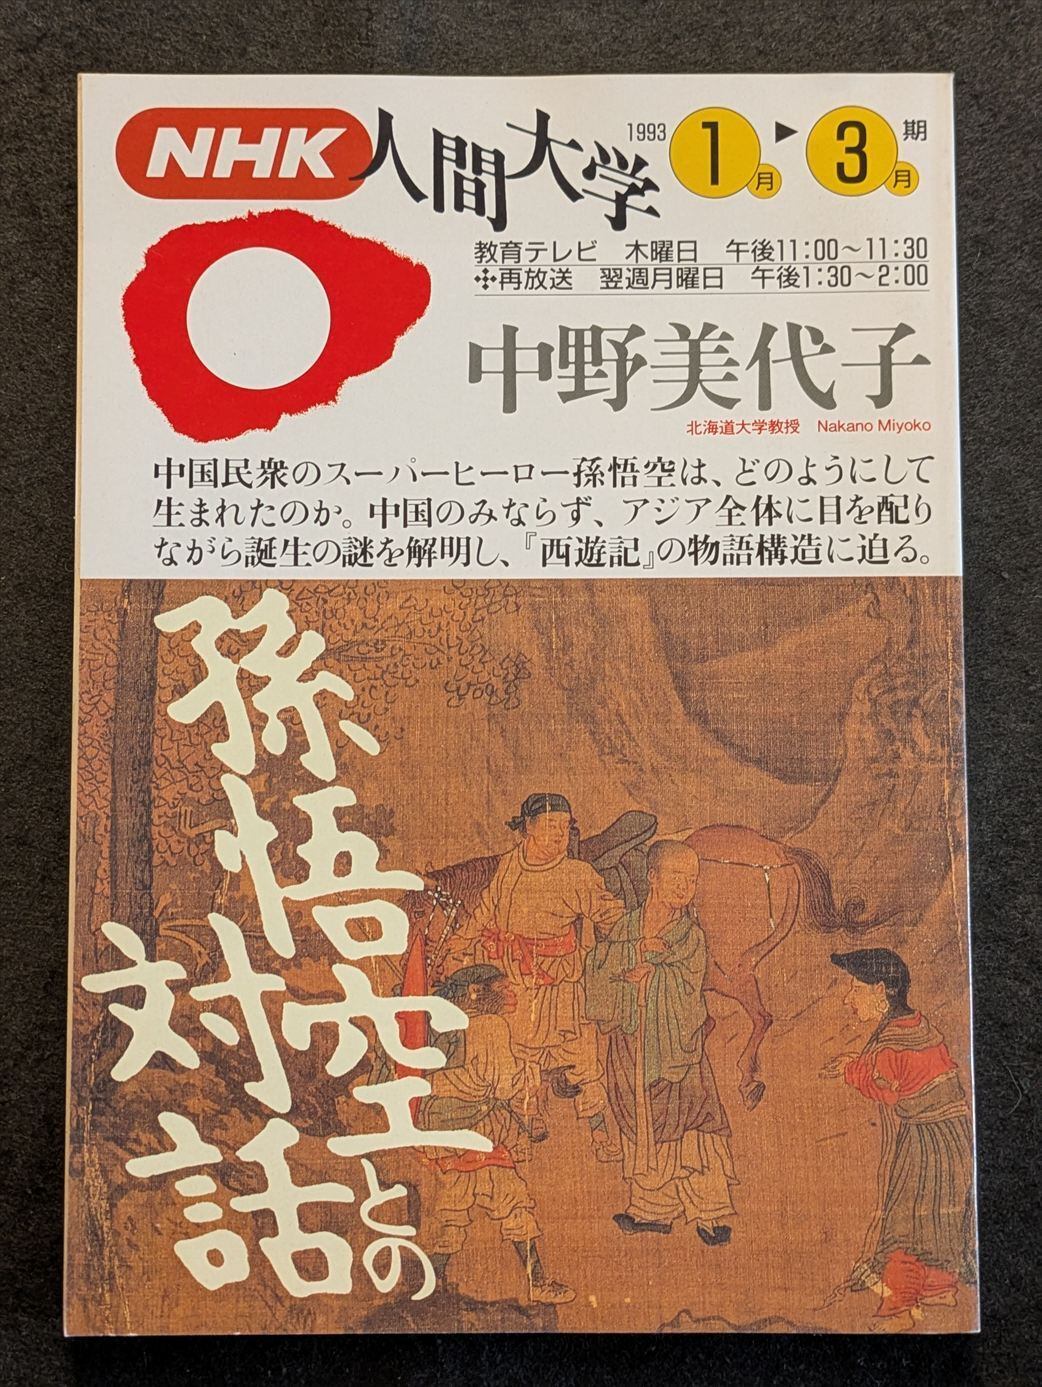 NHK人間大学
1993 1月▶3月期
教育テレビ　木曜日　午後11:00〜11:30
✣再放送　翌週月曜日　午後1:30〜2:00
中野美代子
北海道大学教授　Nakano Miyoko
中国民衆のスーパーヒーロー孫悟空は、どのようにして
生まれたのか。中国のみならず、アジア全体に目を配り
ながら誕生の謎を解明し、『西遊記』の物語構造に迫る。
孫悟空との
対話